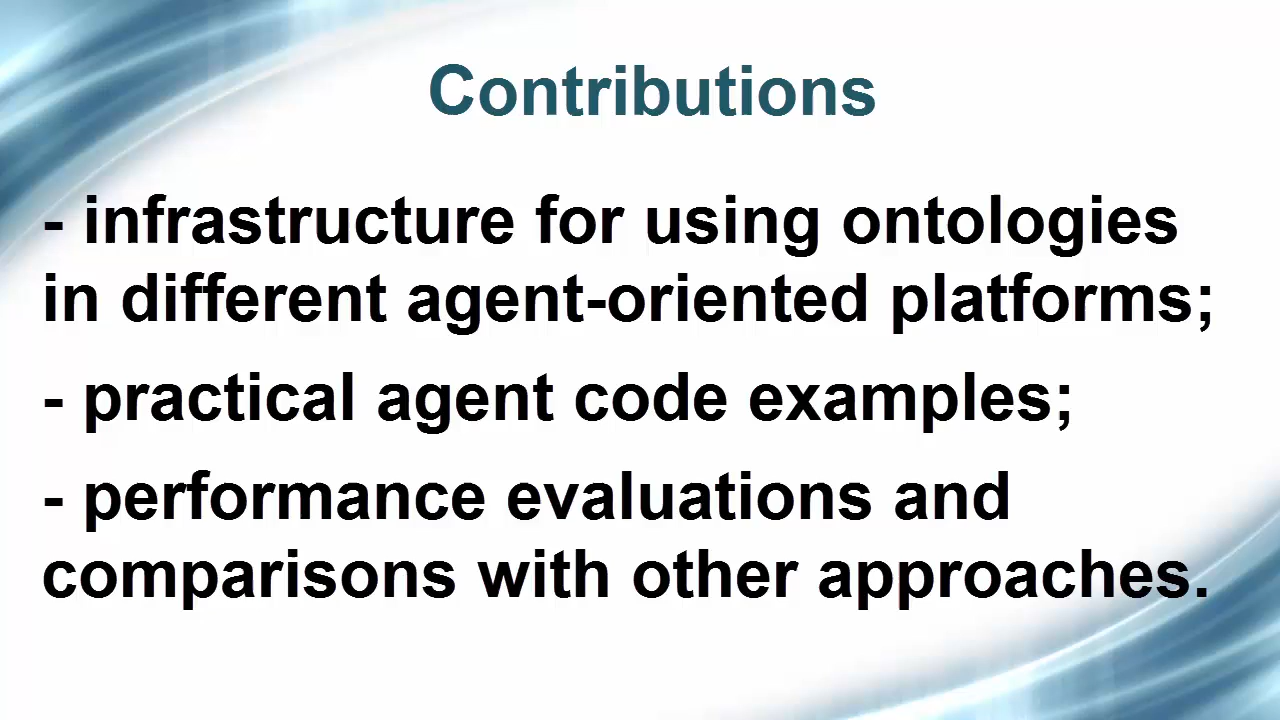 Contributions
- infrastructure for using ontologies
in different agent-oriented platforms;
- practical agent code examples;
- performance evaluations and
comparisons with other approaches.